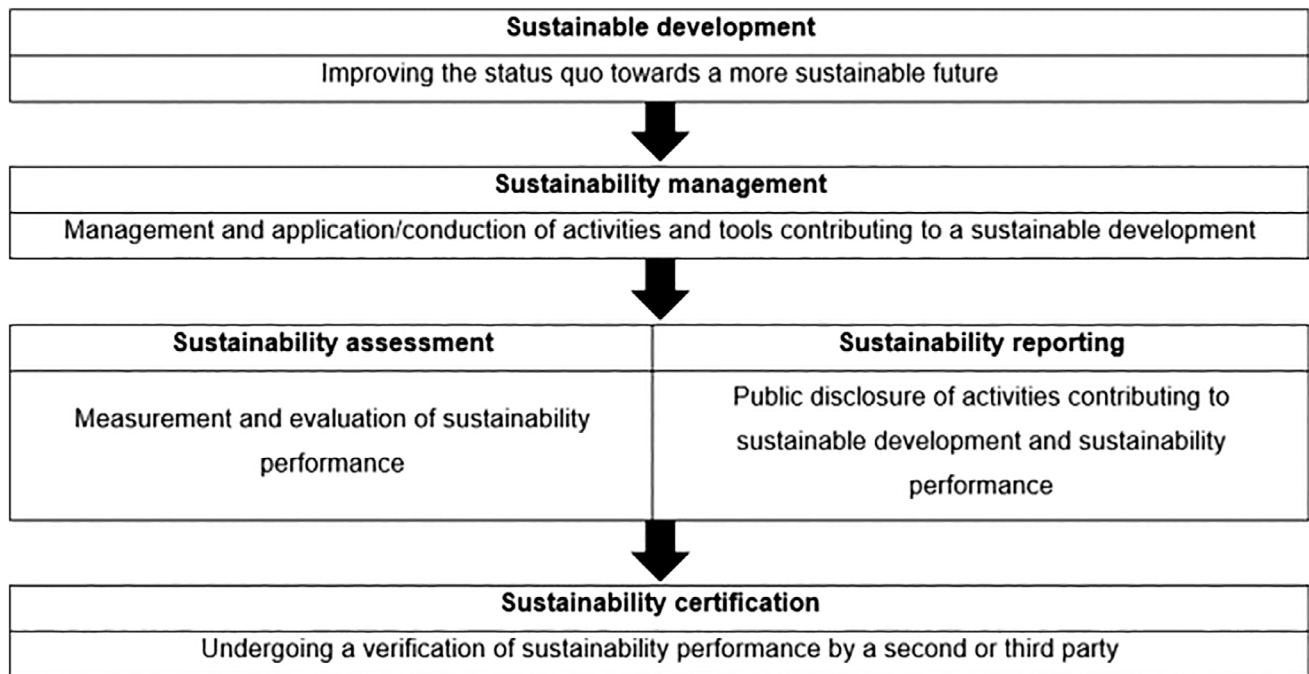 Sustainable development
Improving the status quo towards a more sustainable future
Sustainability management
Management and application/conduction of activities and tools contributing to a sustainable development
Sustainability assessment
Measurement and evaluation of sustainability
performance
Sustainability reporting
Public disclosure of activities contributing to
sustainable development and sustainability
performance
Sustainability certification
Undergoing a verification of sustainability performance by a second or third party